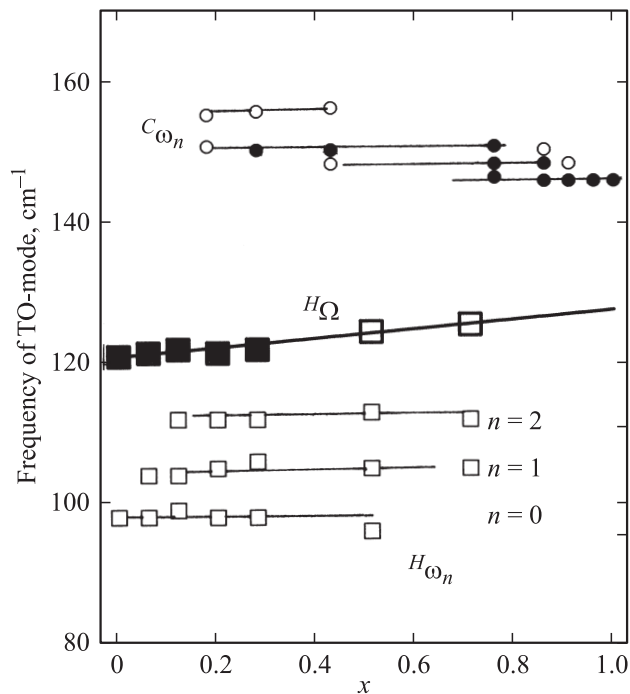 160
140
120
100
80
Frequency of TO-mode, cm⁻¹
ᶜωₙ
ᴴΩ
n = 2
n = 1
n = 0
ᴴωₙ
0
0.2
0.4
0.6
0.8
1.0
x